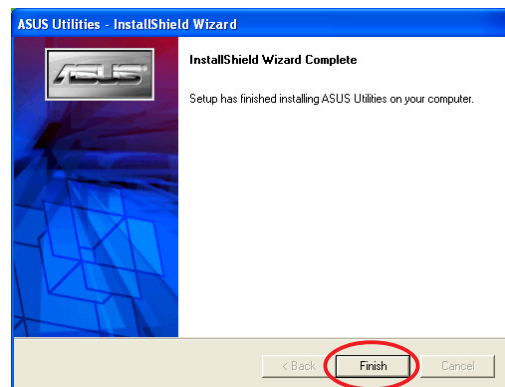 ASUS Utilities - InstallShield Wizard
ASUS
InstallShield Wizard Complete
Setup has finished installing ASUS Utilities on your computer.
< Back
Finish
Cancel